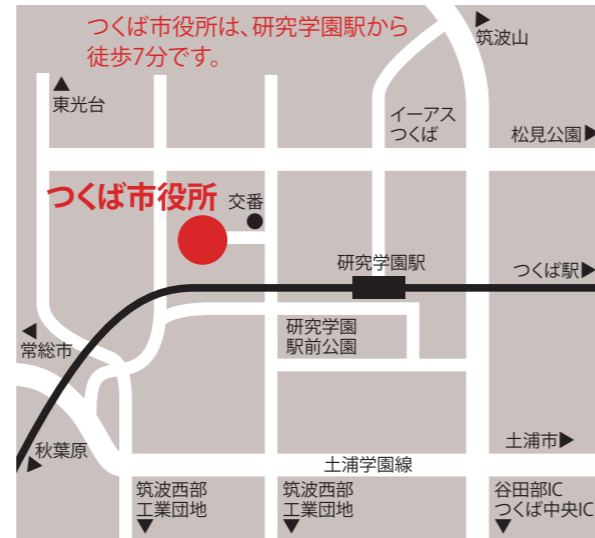 つくば市役所は、研究学園駅から
徒歩7分です。
▲
東光台
▶
筑波山
イーアス
つくば
松見公園▶
つくば市役所
交番
研究学園駅
つくば駅▶
研究学園
駅前公園
◀
常総市
秋葉原
▶
土浦市▶
土浦学園線
筑波西部
工業団地
▼
筑波西部
工業団地
▼
谷田部IC
つくば中央IC
▼